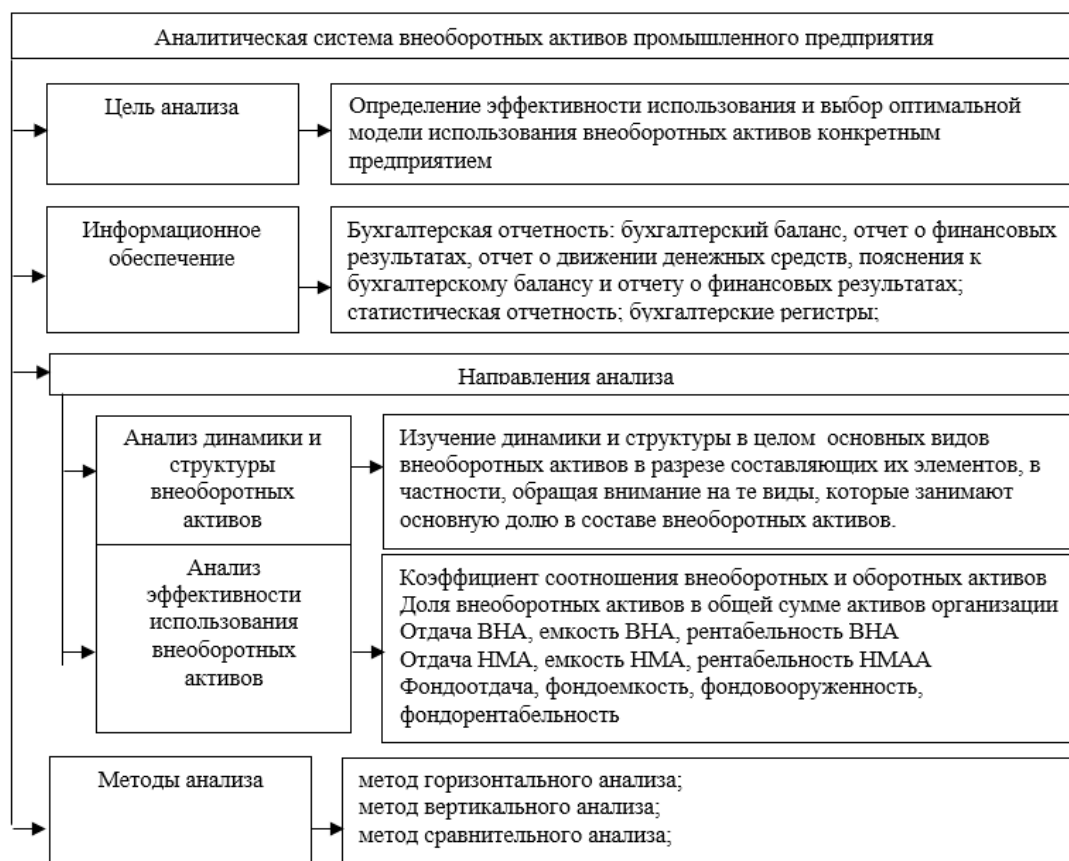 Аналитическая система внеоборотных активов промышленного предприятия
Цель анализа
Определение эффективности использования и выбор оптимальной
модели использования внеоборотных активов конкретным
предприятием
Информационное
обеспечение
Бухгалтерская отчетность: бухгалтерский баланс, отчет о финансовых
результатах, отчет о движении денежных средств, пояснения к
бухгалтерскому балансу и отчету о финансовых результатах;
статистическая отчетность; бухгалтерские регистры;
Направления анализа
Анализ динамики и
структуры
внеоборотных
активов
Изучение динамики и структуры в целом основных видов
внеоборотных активов в разрезе составляющих их элементов, в
частности, обращая внимание на те виды, которые занимают
основную долю в составе внеоборотных активов.
Анализ
эффективности
использования
внеоборотных
активов
Коэффициент соотношения внеоборотных и оборотных активов
Доля внеоборотных активов в общей сумме активов организации
Отдача ВНА, емкость ВНА, рентабельность ВНА
Отдача НМА, емкость НМА, рентабельность НМАА
Фондоотдача, фондоемкость, фондовооруженность,
фондорентабельность
Методы анализа
метод горизонтального анализа;
метод вертикального анализа;
метод сравнительного анализа;